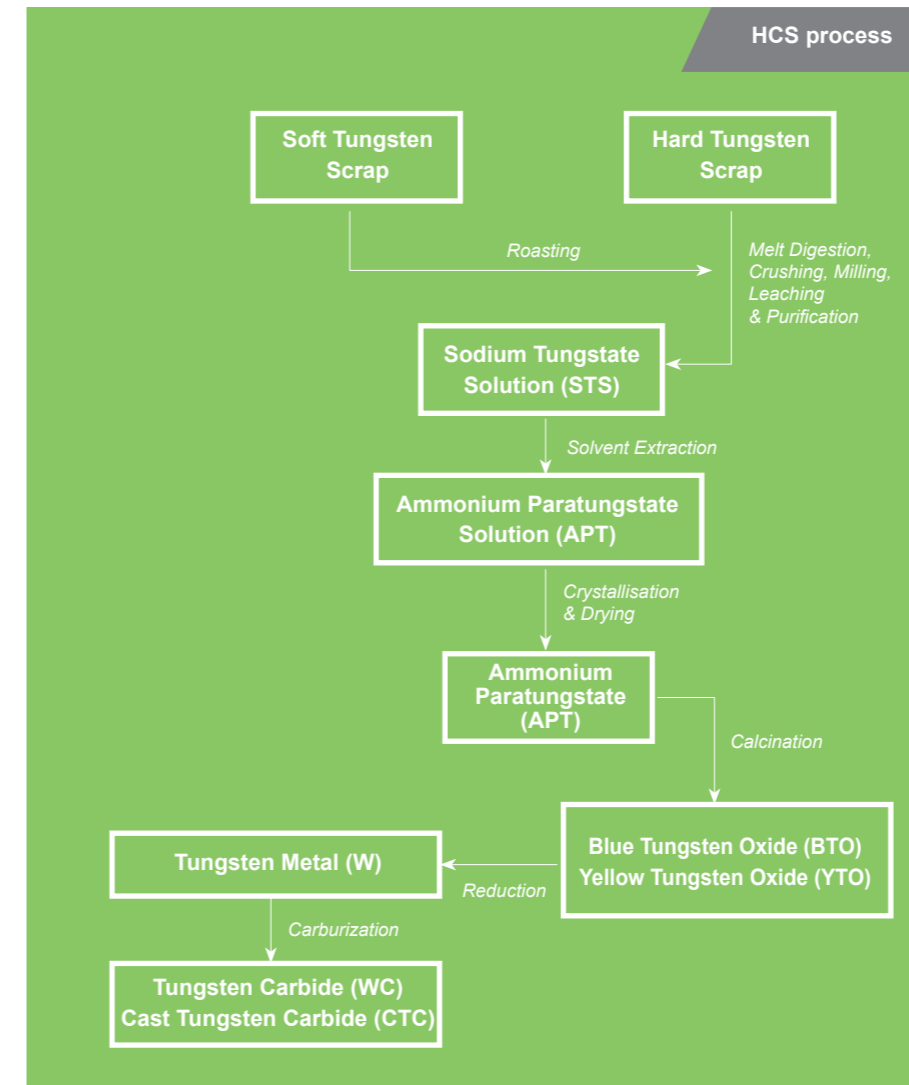 HCS process
Soft Tungsten
Scrap
Hard Tungsten
Scrap
Roasting
Melt Digestion,
Crushing, Milling,
Leaching
& Purification
Sodium Tungstate
Solution (STS)
Solvent Extraction
Ammonium Paratungstate
Solution (APT)
Crystallisation
& Drying
Ammonium
Paratungstate
(APT)
Calcination
Blue Tungsten Oxide (BTO)
Yellow Tungsten Oxide (YTO)
Reduction
Tungsten Metal (W)
Carburization
Tungsten Carbide (WC)
Cast Tungsten Carbide (CTC)